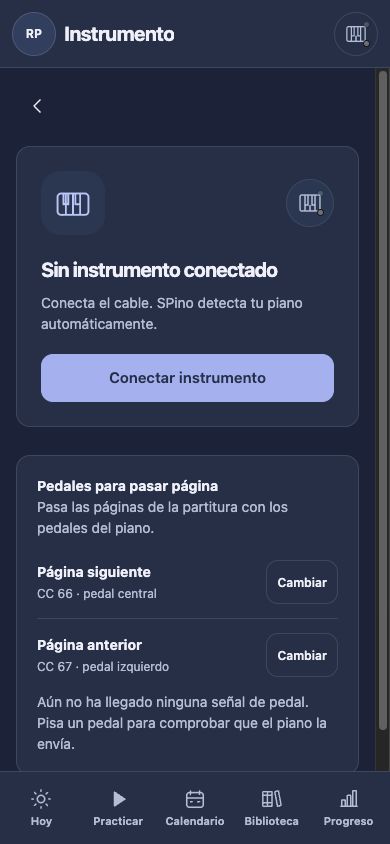 RP Instrumento
Sin instrumento conectado
Conecta el cable. SPino detecta tu piano
automáticamente.
Conectar instrumento
Pedales para pasar página
Pasa las páginas de la partitura con los
pedales del piano.
Página siguiente
CC 66 · pedal central
Cambiar
Página anterior
CC 67 · pedal izquierdo
Cambiar
Aún no ha llegado ninguna señal de pedal.
Pisa un pedal para comprobar que el piano la
envía.
Hoy Practicar Calendario Biblioteca Progreso